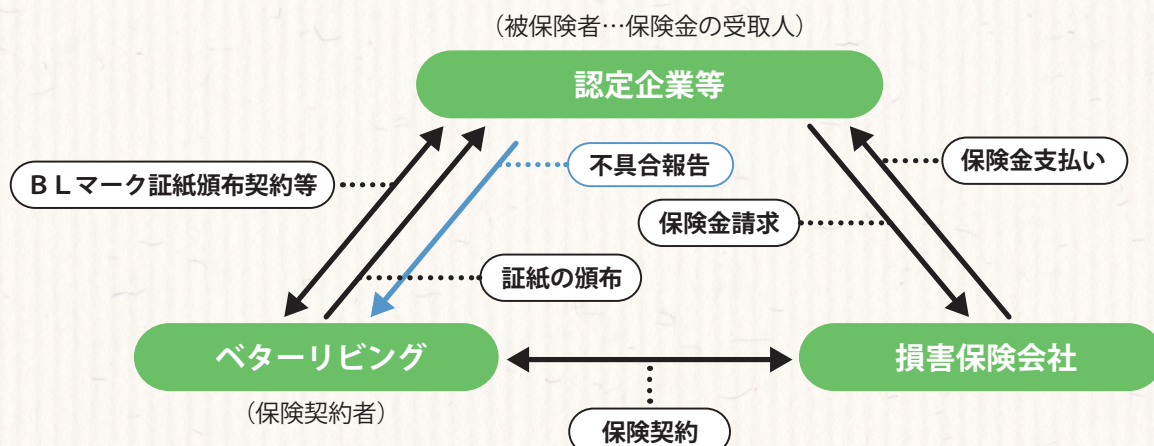 （被保険者…保険金の受取人）
認定企業等
不具合報告
保険金支払い
ＢＬマーク証紙頒布契約等
保険金請求
証紙の頒布
ベターリビング
損害保険会社
（保険契約者）
保険契約